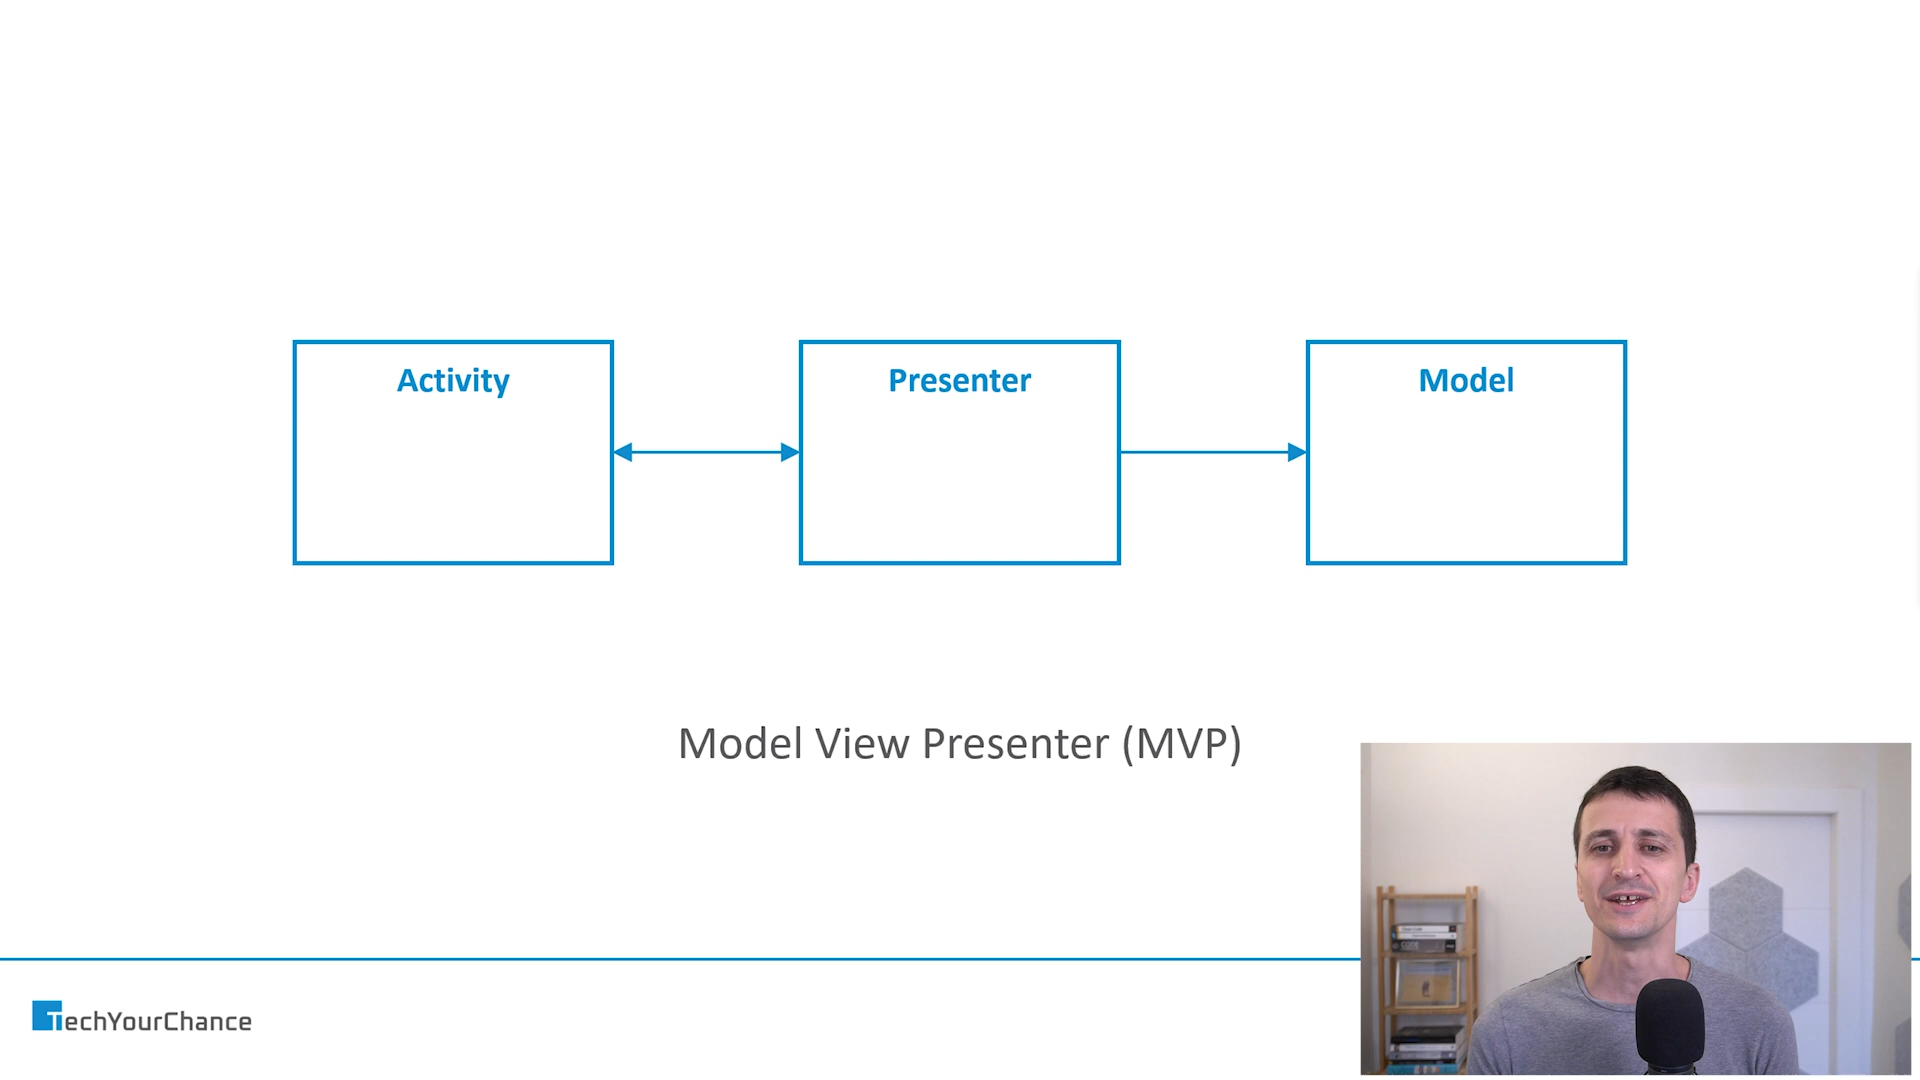 Activity
Presenter
Model
Model View Presenter (MVP)
TechYourChance